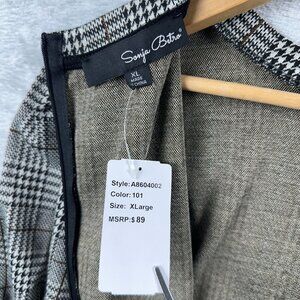 Sonja Betro
XL
MADE
Style: A8604002
Color: 101
Size: XLarge
MSRP: $ 89